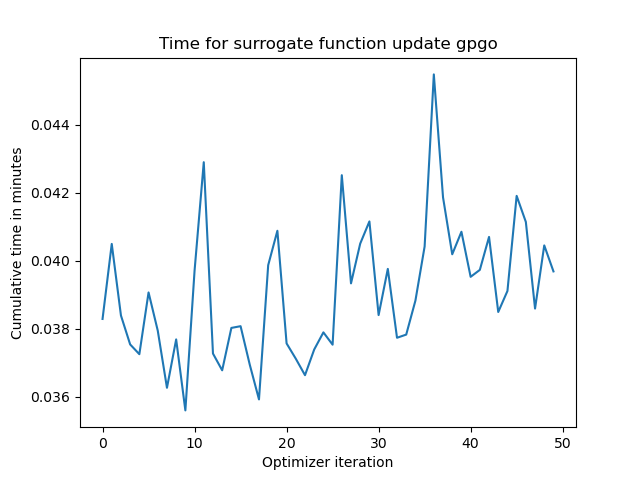 Time for surrogate function update gpgo
Cumulative time in minutes
0.044
0.042
0.040
0.038
0.036
0 10 20 30 40 50
Optimizer iteration